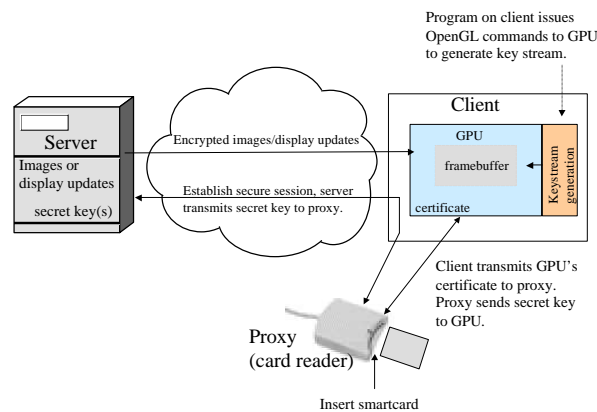 Program on client issues
OpenGL commands to GPU
to generate key stream.
Client
Server
Encrypted images/display updates
GPU
framebuffer
Keystream
generation
Images or
display updates
secret key(s)
Establish secure session, server
transmits secret key to proxy.
certificate
Client transmits GPU's
certificate to proxy.
Proxy sends secret key
to GPU.
Proxy
(card reader)
Insert smartcard